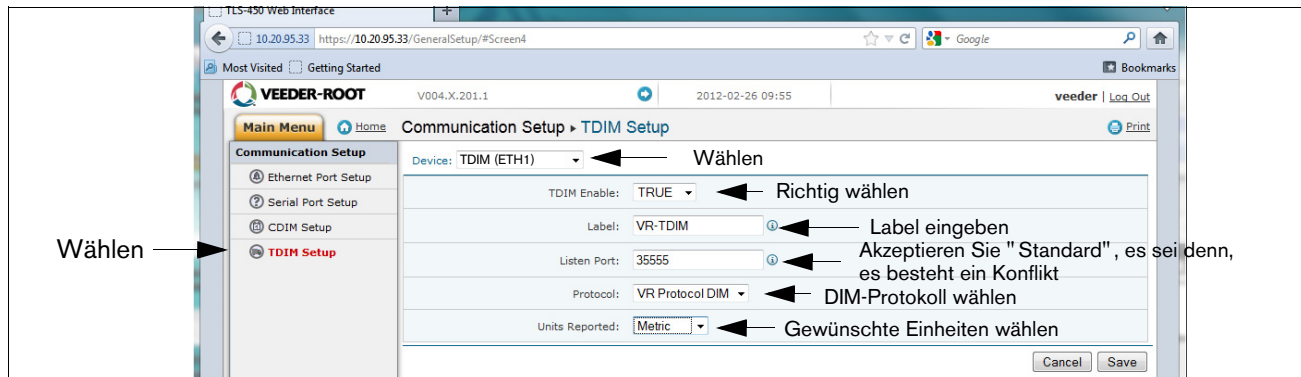 TLS-450 Web Interface
+
10.20.95.33 https://10.20.95.33/GeneralSetup/#Screen4
Google
Most Visited Getting Started
Bookmarks
VEEDER-ROOT V004.X.201.1 2012-02-26 09:55 veeder | Log Out
Main Menu Home Communication Setup ▸ TDIM Setup Print
Communication Setup
Ethernet Port Setup
Serial Port Setup
CDIM Setup
TDIM Setup
Wählen
Device: TDIM (ETH1) Wählen
TDIM Enable: TRUE Richtig wählen
Label: VR-TDIM Label eingeben
Listen Port: 35555 Akzeptieren Sie "Standard", es sei denn,
es besteht ein Konflikt
Protocol: VR Protocol DIM DIM-Protokoll wählen
Units Reported: Metric Gewünschte Einheiten wählen
Cancel Save